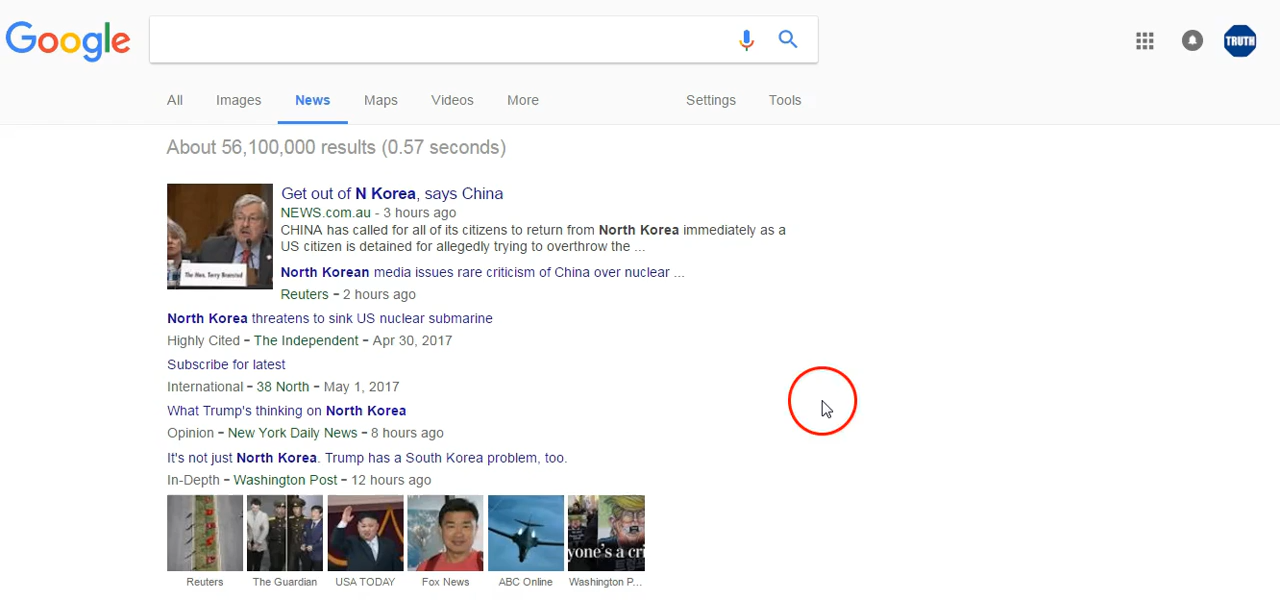 Google
TRUTH
All Images News Maps Videos More Settings Tools
About 56,100,000 results (0.57 seconds)
Get out of N Korea, says China
NEWS.com.au - 3 hours ago
CHINA has called for all of its citizens to return from North Korea immediately as a
US citizen is detained for allegedly trying to overthrow the ...
The Hon. Terry Branstad
North Korean media issues rare criticism of China over nuclear ...
Reuters - 2 hours ago
North Korea threatens to sink US nuclear submarine
Highly Cited - The Independent - Apr 30, 2017
Subscribe for latest
International - 38 North - May 1, 2017
What Trump's thinking on North Korea
Opinion - New York Daily News - 8 hours ago
It's not just North Korea. Trump has a South Korea problem, too.
In-Depth - Washington Post - 12 hours ago
yone's a cri
Reuters The Guardian USA TODAY Fox News ABC Online Washington P...